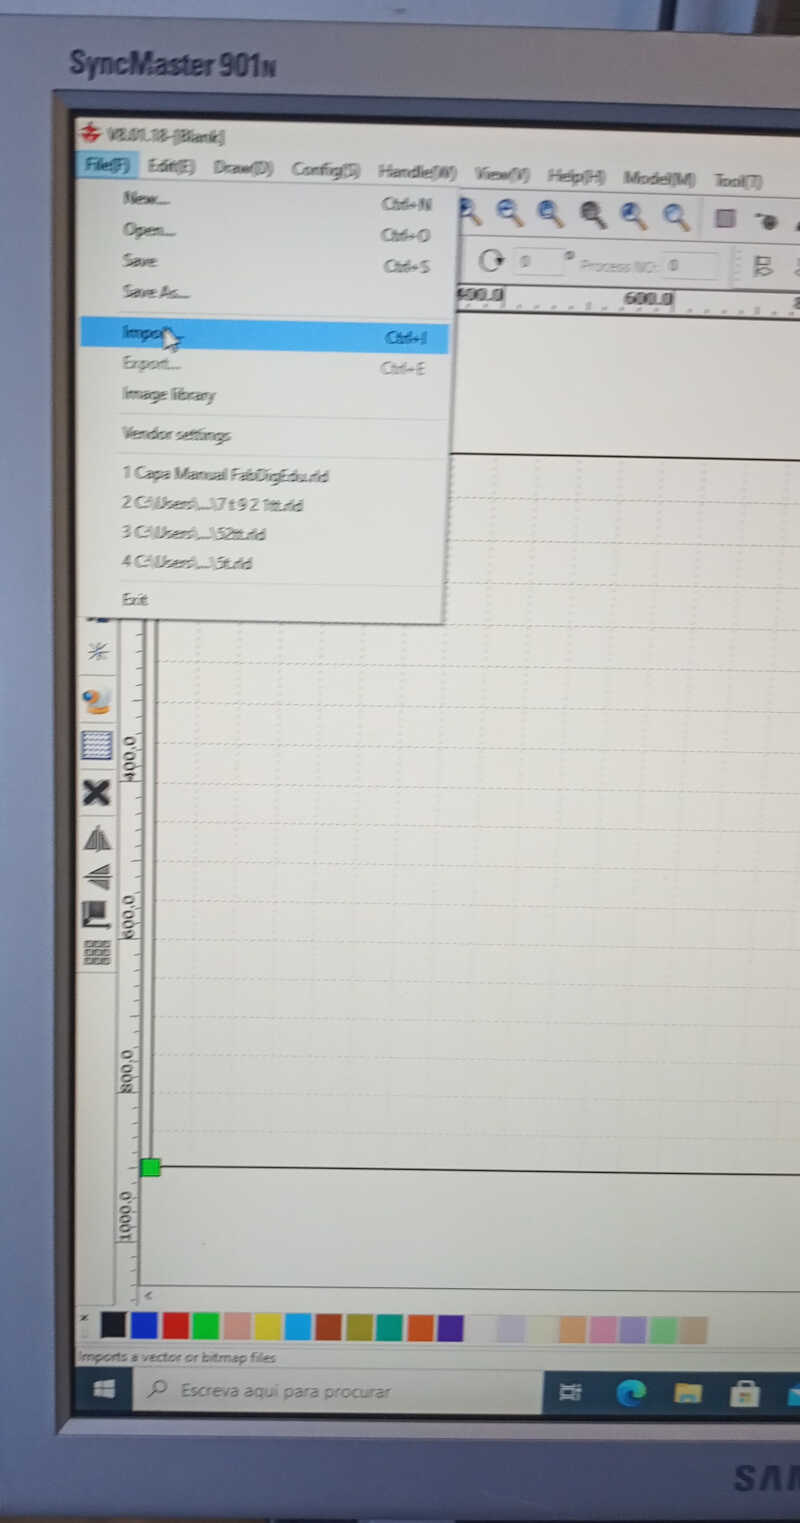 SyncMaster 901N
V8.01.18-[Blank]
File(F) Edit(E) Draw(D) Config(S) Handle(W) View(V) Help(H) Model(M) Tool(T)
New... Ctrl+N
Open... Ctrl+O
Save Ctrl+S
Save As...
Import... Ctrl+I
Export... Ctrl+E
Image library
Vendor settings
1 Capa Manual FabDigEdu.rld
2 C:\Users\...\7 t 9 2 1ttt.rld
3 C:\Users\...\52ttt.rld
4 C:\Users\...\5t.rld
Exit
0 ° Process NO: 0
400.0 600.0
400.0
600.0
800.0
1000.0
Imports a vector or bitmap files
Escreva aqui para procurar